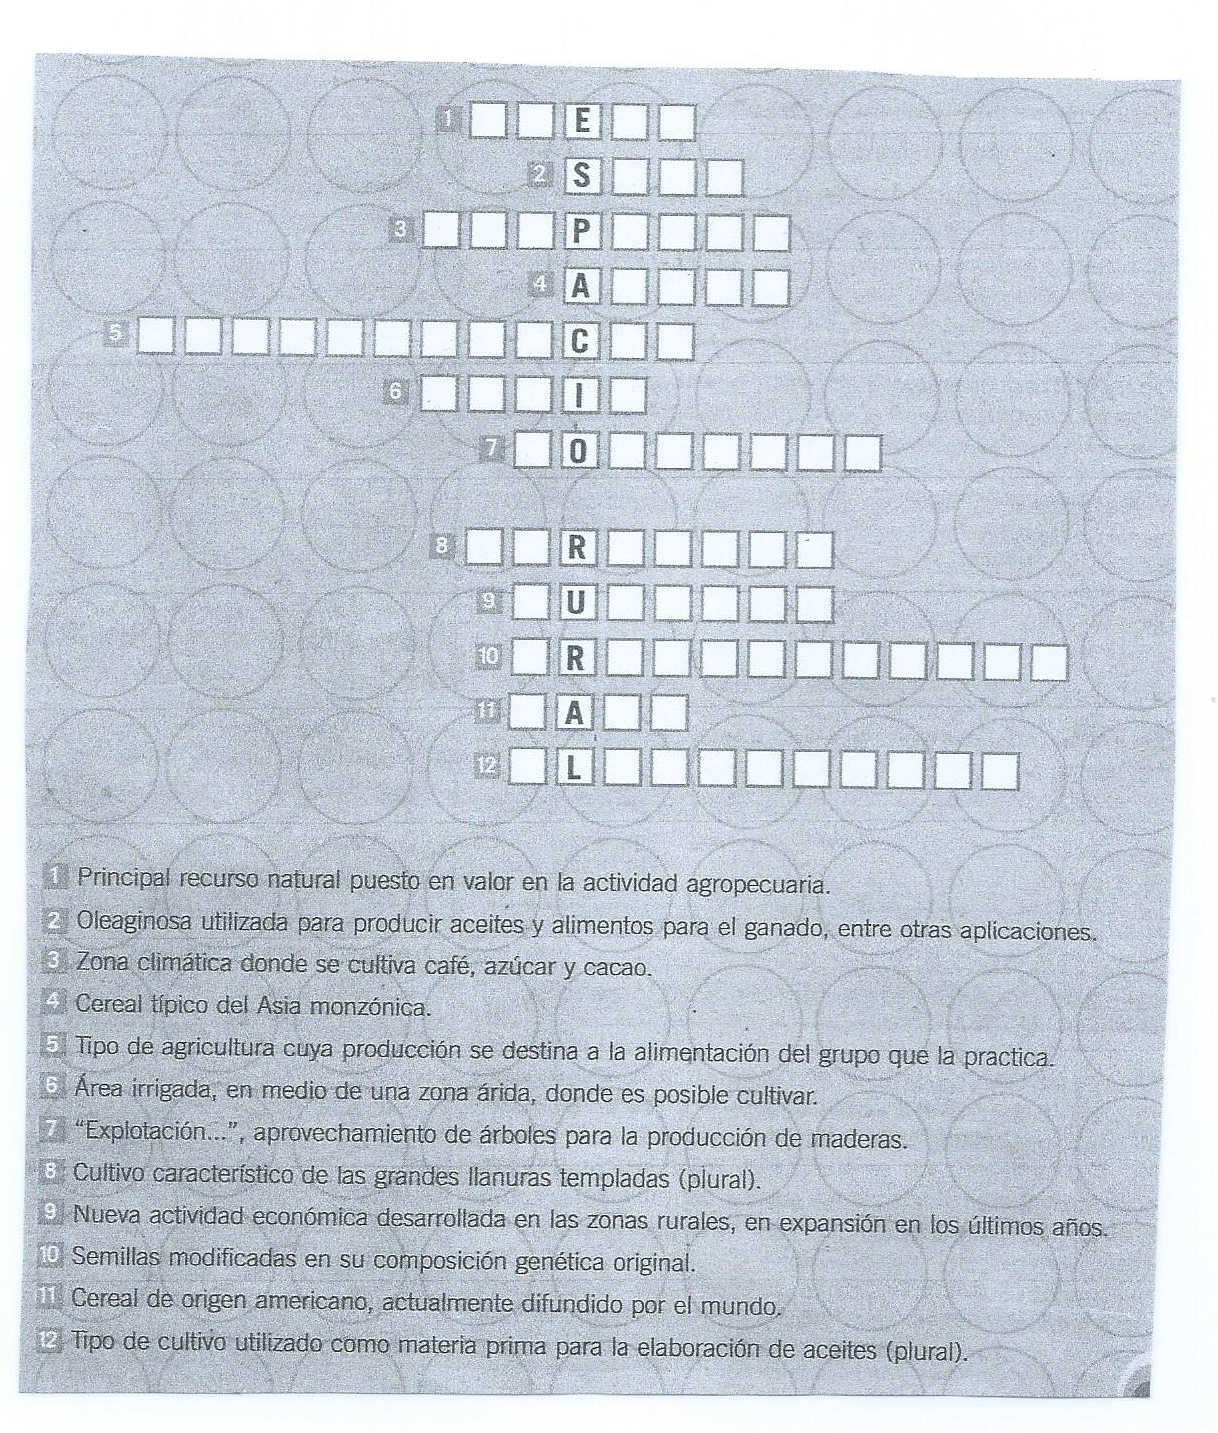 1 E
2 S
3 P
4 A
5 C
6 I
7 O
8 R
9 U
10 R
11 A
12 L
1 Principal recurso natural puesto en valor en la actividad agropecuaria.
2 Oleaginosa utilizada para producir aceites y alimentos para el ganado, entre otras aplicaciones.
3 Zona climática donde se cultiva café, azúcar y cacao.
4 Cereal típico del Asia monzónica.
5 Tipo de agricultura cuya producción se destina a la alimentación del grupo que la practica.
6 Área irrigada, en medio de una zona árida, donde es posible cultivar.
7 “Explotación...”, aprovechamiento de árboles para la producción de maderas.
8 Cultivo característico de las grandes llanuras templadas (plural).
9 Nueva actividad económica desarrollada en las zonas rurales, en expansión en los últimos años.
10 Semillas modificadas en su composición genética original.
11 Cereal de origen americano, actualmente difundido por el mundo.
12 Tipo de cultivo utilizado como materia prima para la elaboración de aceites (plural).